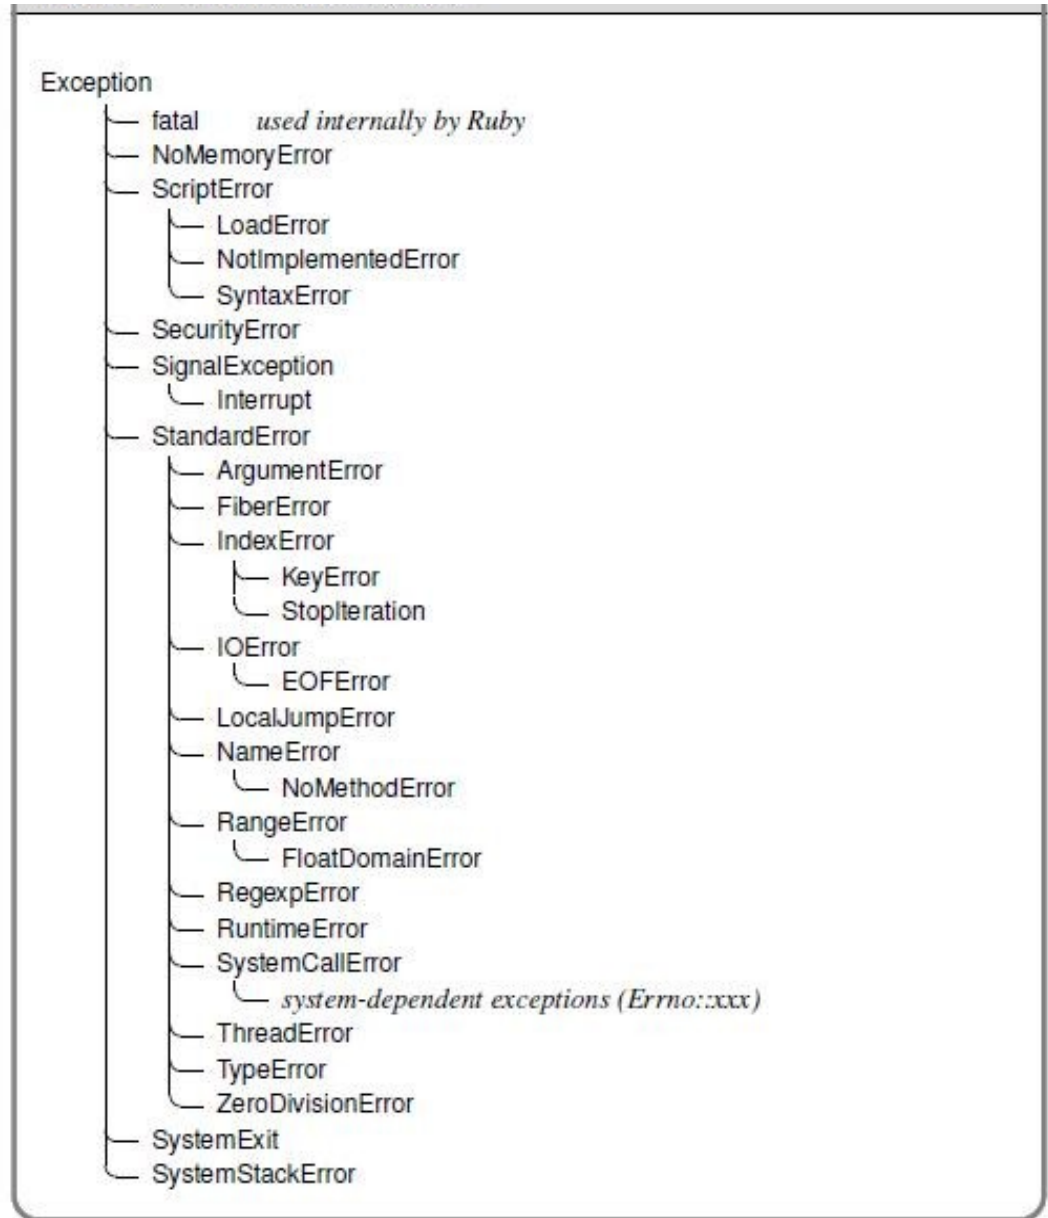 Exception
fatal used internally by Ruby
NoMemoryError
ScriptError
LoadError
NotImplementedError
SyntaxError
SecurityError
SignalException
Interrupt
StandardError
ArgumentError
FiberError
IndexError
KeyError
StopIteration
IOError
EOFError
LocalJumpError
NameError
NoMethodError
RangeError
FloatDomainError
RegexpError
RuntimeError
SystemCallError
system-dependent exceptions (Errno::xxx)
ThreadError
TypeError
ZeroDivisionError
SystemExit
SystemStackError